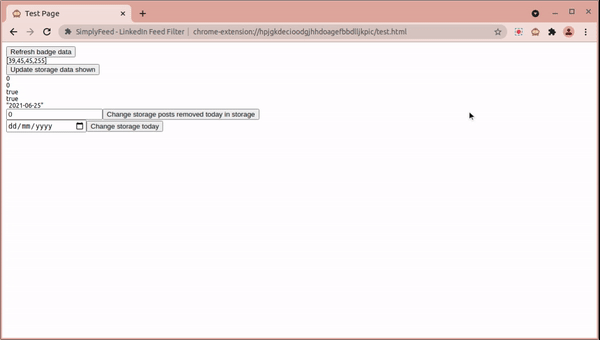 Test Page
SimplyFeed - LinkedIn Feed Filter | chrome-extension://hpjgkdecioodgjhhdoagefbbdlljkpic/test.html
Refresh badge data
[39,45,45,255]
Update storage data shown
0
0
true
true
"2021-06-25"
0 Change storage posts removed today in storage
dd/mm/yyyy Change storage today